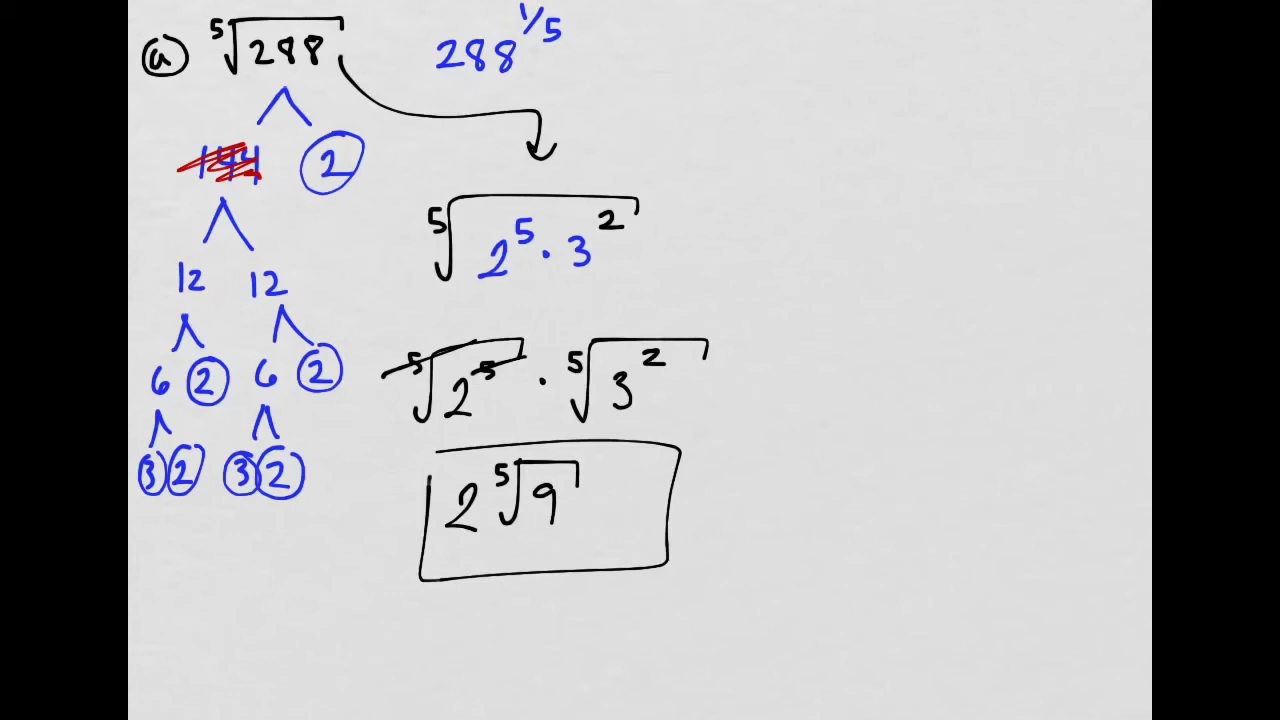 ⓐ ⁵√288 288^1/5
144 2
⁵√2⁵ · 3²
12 12
6 2 6 2 ⁵√2⁵ · ⁵√3²
3 2 3 2 2 ⁵√9